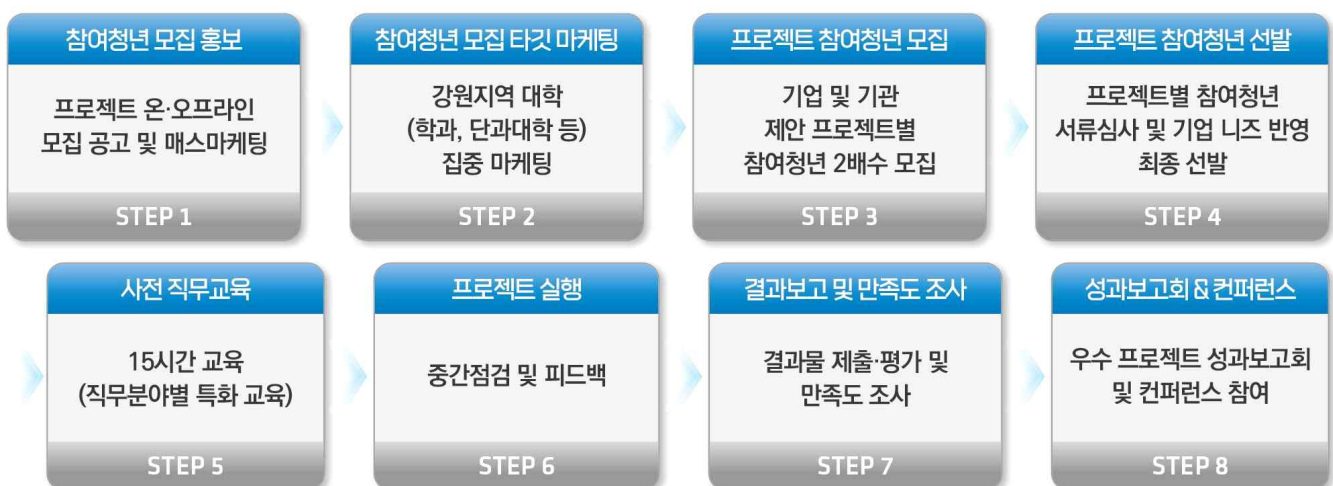 참여청년 모집 홍보
프로젝트 온·오프라인
모집 공고 및 매스마케팅
STEP 1
참여청년 모집 타깃 마케팅
강원지역 대학
(학과, 단과대학 등)
집중 마케팅
STEP 2
프로젝트 참여청년 모집
기업 및 기관
제안 프로젝트별
참여청년 2배수 모집
STEP 3
프로젝트 참여청년 선발
프로젝트별 참여청년
서류심사 및 기업 니즈 반영
최종 선발
STEP 4
사전 직무교육
15시간 교육
(직무분야별 특화 교육)
STEP 5
프로젝트 실행
중간점검 및 피드백
STEP 6
결과보고 및 만족도 조사
결과물 제출·평가 및
만족도 조사
STEP 7
성과보고회 & 컨퍼런스
우수 프로젝트 성과보고회
및 컨퍼런스 참여
STEP 8